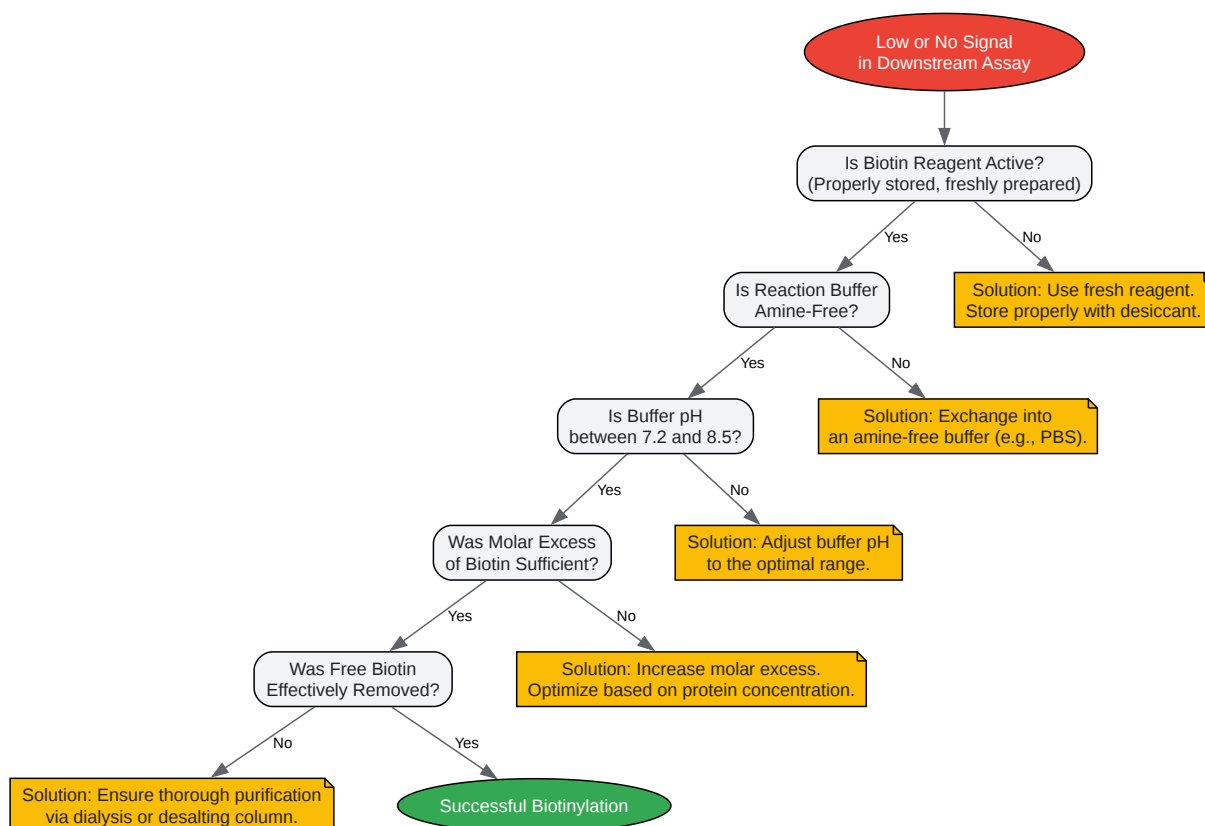 Low or No Signal
in Downstream Assay
Is Biotin Reagent Active?
(Properly stored, freshly prepared)
Yes
No
Is Reaction Buffer
Amine-Free?
Solution: Use fresh reagent.
Store properly with desiccant.
Yes
No
Is Buffer pH
between 7.2 and 8.5?
Solution: Exchange into
an amine-free buffer (e.g., PBS).
Yes
No
Was Molar Excess
of Biotin Sufficient?
Solution: Adjust buffer pH
to the optimal range.
Yes
No
Was Free Biotin
Effectively Removed?
Solution: Increase molar excess.
Optimize based on protein concentration.
No
Yes
Solution: Ensure thorough purification
via dialysis or desalting column.
Successful Biotinylation